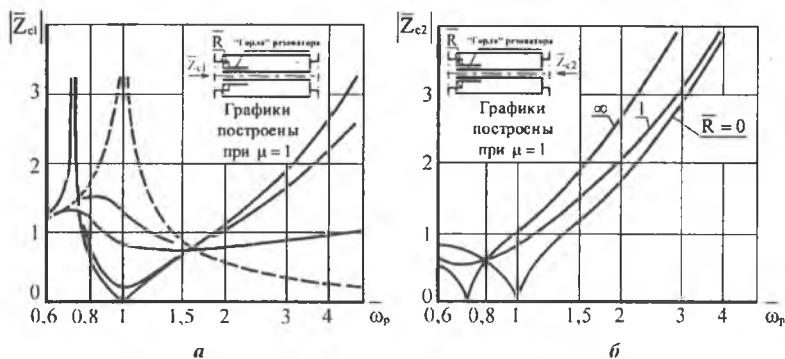 |Z̄c1|
3
2
1
0
0,6
0,8
1
1,5
2
3
4
ω̄р
R̄
"Горло" резонатора
Z̄c1
Графики
построены
при μ = 1
а
|Z̄c2|
3
2
1
0
0,6
0,8
1
1,5
2
3
4
ω̄р
R̄
"Горло" резонатора
Z̄c2
Графики
построены
при μ = 1
∞
1
R̄ = 0
б